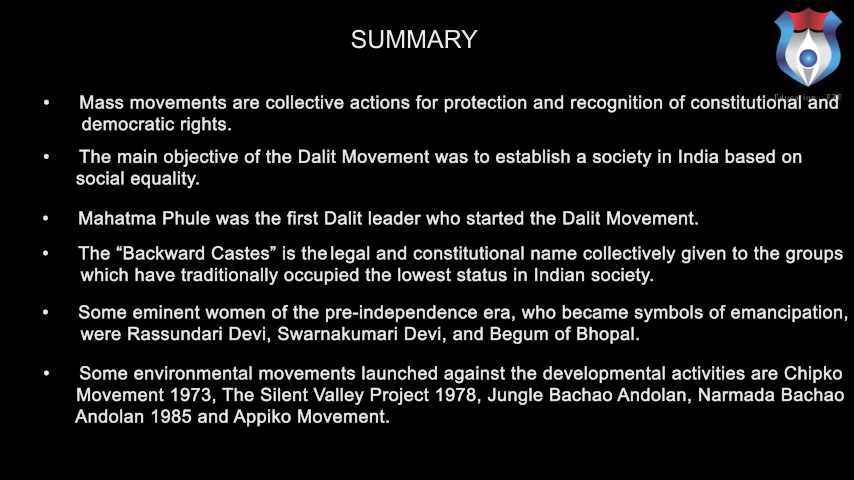 SUMMARY
• Mass movements are collective actions for protection and recognition of constitutional and
democratic rights.
• The main objective of the Dalit Movement was to establish a society in India based on
social equality.
• Mahatma Phule was the first Dalit leader who started the Dalit Movement.
• The “Backward Castes” is the legal and constitutional name collectively given to the groups
which have traditionally occupied the lowest status in Indian society.
• Some eminent women of the pre-independence era, who became symbols of emancipation,
were Rassundari Devi, Swarnakumari Devi, and Begum of Bhopal.
• Some environmental movements launched against the developmental activities are Chipko
Movement 1973, The Silent Valley Project 1978, Jungle Bachao Andolan, Narmada Bachao
Andolan 1985 and Appiko Movement.